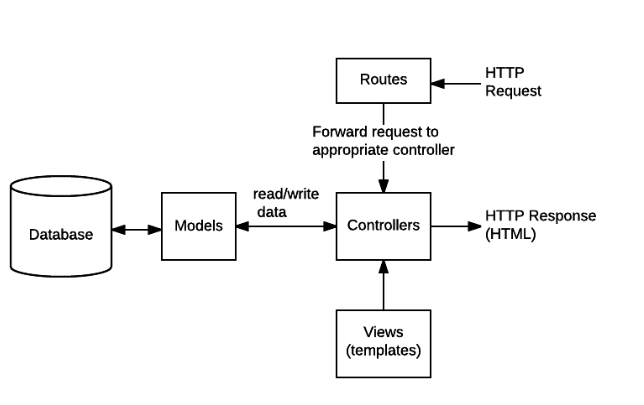 Routes
HTTP
Request
Forward request to
appropriate controller
Database
Models
read/write
data
Controllers
HTTP Response
(HTML)
Views
(templates)